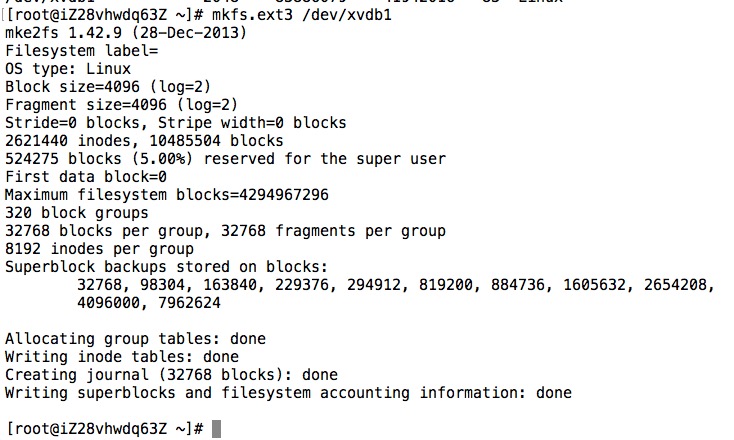 [root@iZ28vhwdq63Z ~]# mkfs.ext3 /dev/xvdb1
mke2fs 1.42.9 (28-Dec-2013)
Filesystem label=
OS type: Linux
Block size=4096 (log=2)
Fragment size=4096 (log=2)
Stride=0 blocks, Stripe width=0 blocks
2621440 inodes, 10485504 blocks
524275 blocks (5.00%) reserved for the super user
First data block=0
Maximum filesystem blocks=4294967296
320 block groups
32768 blocks per group, 32768 fragments per group
8192 inodes per group
Superblock backups stored on blocks:
32768, 98304, 163840, 229376, 294912, 819200, 884736, 1605632, 2654208,
4096000, 7962624
Allocating group tables: done
Writing inode tables: done
Creating journal (32768 blocks): done
Writing superblocks and filesystem accounting information: done
[root@iZ28vhwdq63Z ~]#